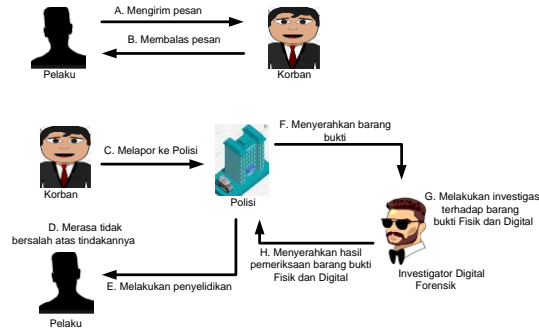 A. Mengirim pesan
B. Membalas pesan
Pelaku
Korban
C. Melapor ke Polisi
Korban
Polisi
F. Menyerahkan barang
bukti
G. Melakukan investigas
terhadap barang
bukti Fisik dan Digital
Investigator Digital
Forensik
H. Menyerahkan hasil
pemeriksaan barang bukti
Fisik dan Digital
D. Merasa tidak
bersalah atas tindakannya
E. Melakukan penyelidikan
Pelaku